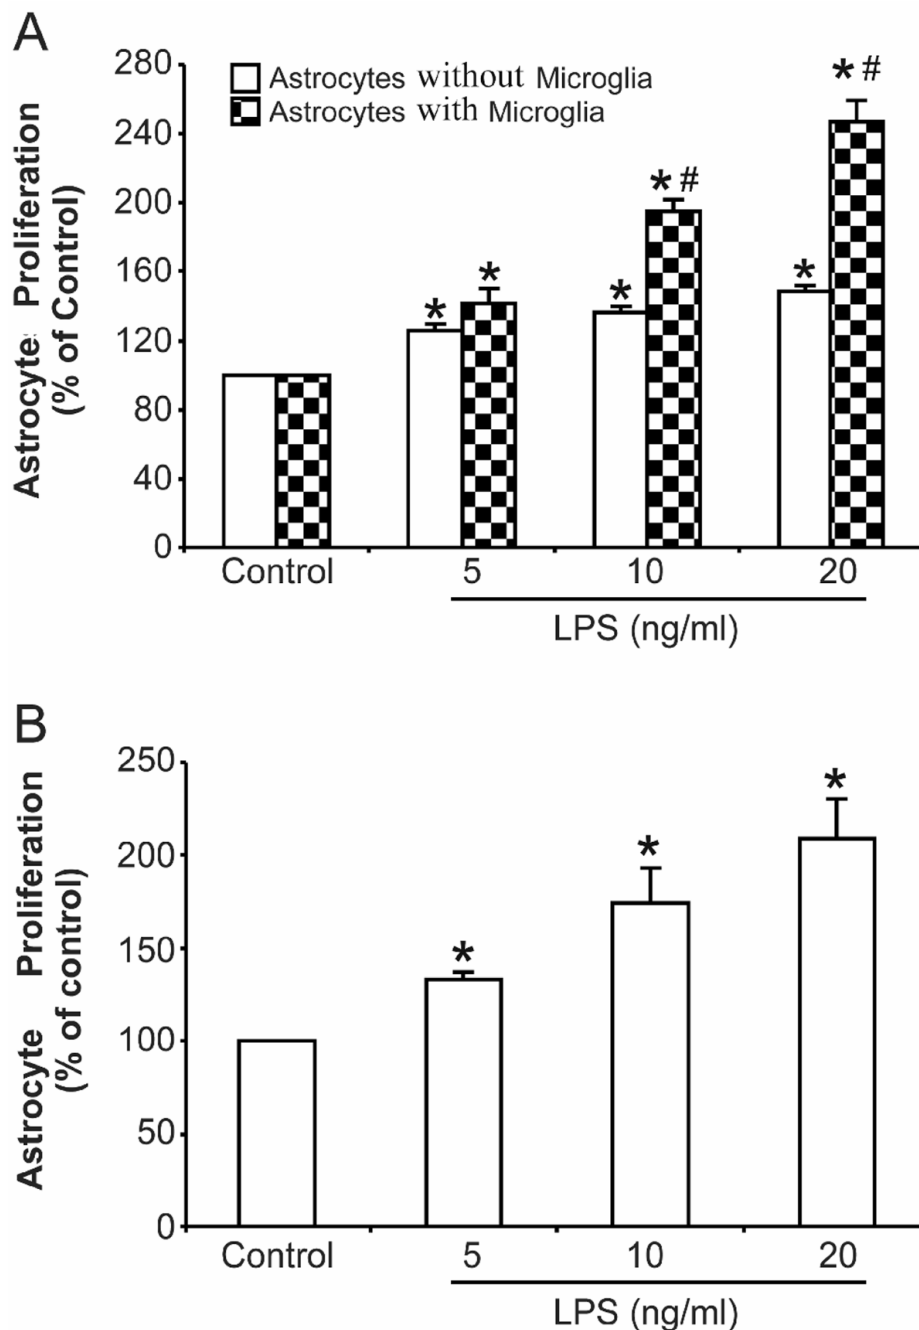 A
280
240
200
160
120
80
40
0
Astrocyte Proliferation
(% of Control)
Astrocytes without Microglia
Astrocytes with Microglia
* *
* *#
* *#
Control 5 10 20
LPS (ng/ml)
B
250
200
150
100
50
0
Astrocyte Proliferation
(% of control)
*
*
*
Control 5 10 20
LPS (ng/ml)